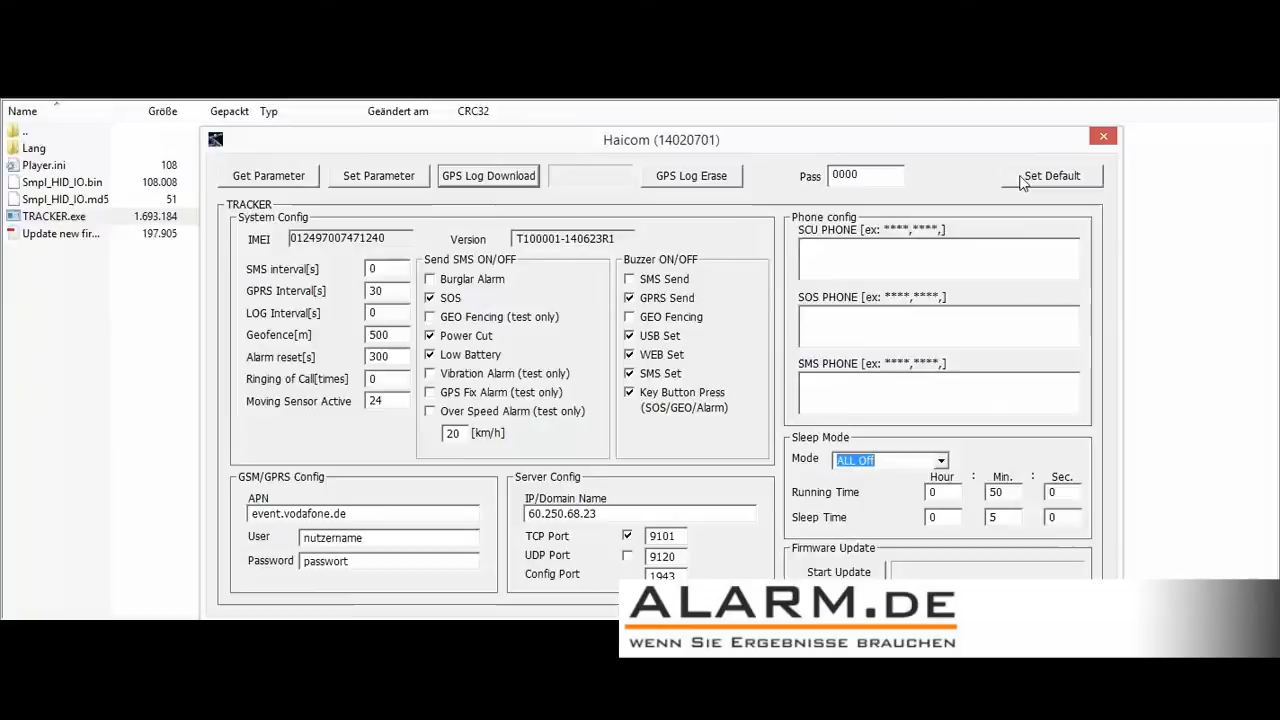 Name Größe Gepackt Typ Geändert am CRC32
..
Lang
Player.ini 108
Smpl_HID_IO.bin 108.008
Smpl_HID_IO.md5 51
TRACKER.exe 1.693.184
Update new fir... 197.905
Haicom (14020701)
Get Parameter Set Parameter GPS Log Download GPS Log Erase Pass 0000 Set Default
TRACKER
System Config
IMEI 012497007471240 Version T100001-140623R1
SMS interval[s] 0
GPRS Interval[s] 30
LOG Interval[s] 0
Geofence[m] 500
Alarm reset[s] 300
Ringing of Call[times] 0
Moving Sensor Active 24
Send SMS ON/OFF
Burglar Alarm
SOS
GEO Fencing (test only)
Power Cut
Low Battery
Vibration Alarm (test only)
GPS Fix Alarm (test only)
Over Speed Alarm (test only)
20 [km/h]
Buzzer ON/OFF
SMS Send
GPRS Send
GEO Fencing
USB Set
WEB Set
SMS Set
Key Button Press
(SOS/GEO/Alarm)
Phone config
SCU PHONE [ex: ****,****,]
SOS PHONE [ex: ****,****,]
SMS PHONE [ex: ****,****,]
Sleep Mode
Mode ALL Off
Hour : Min. : Sec.
Running Time 0 50 0
Sleep Time 0 5 0
GSM/GPRS Config
APN
event.vodafone.de
User nutzername
Password passwort
Server Config
IP/Domain Name
60.250.68.23
TCP Port 9101
UDP Port 9120
Config Port 1943
Firmware Update
Start Update
ALARM.DE
WENN SIE ERGEBNISSE BRAUCHEN